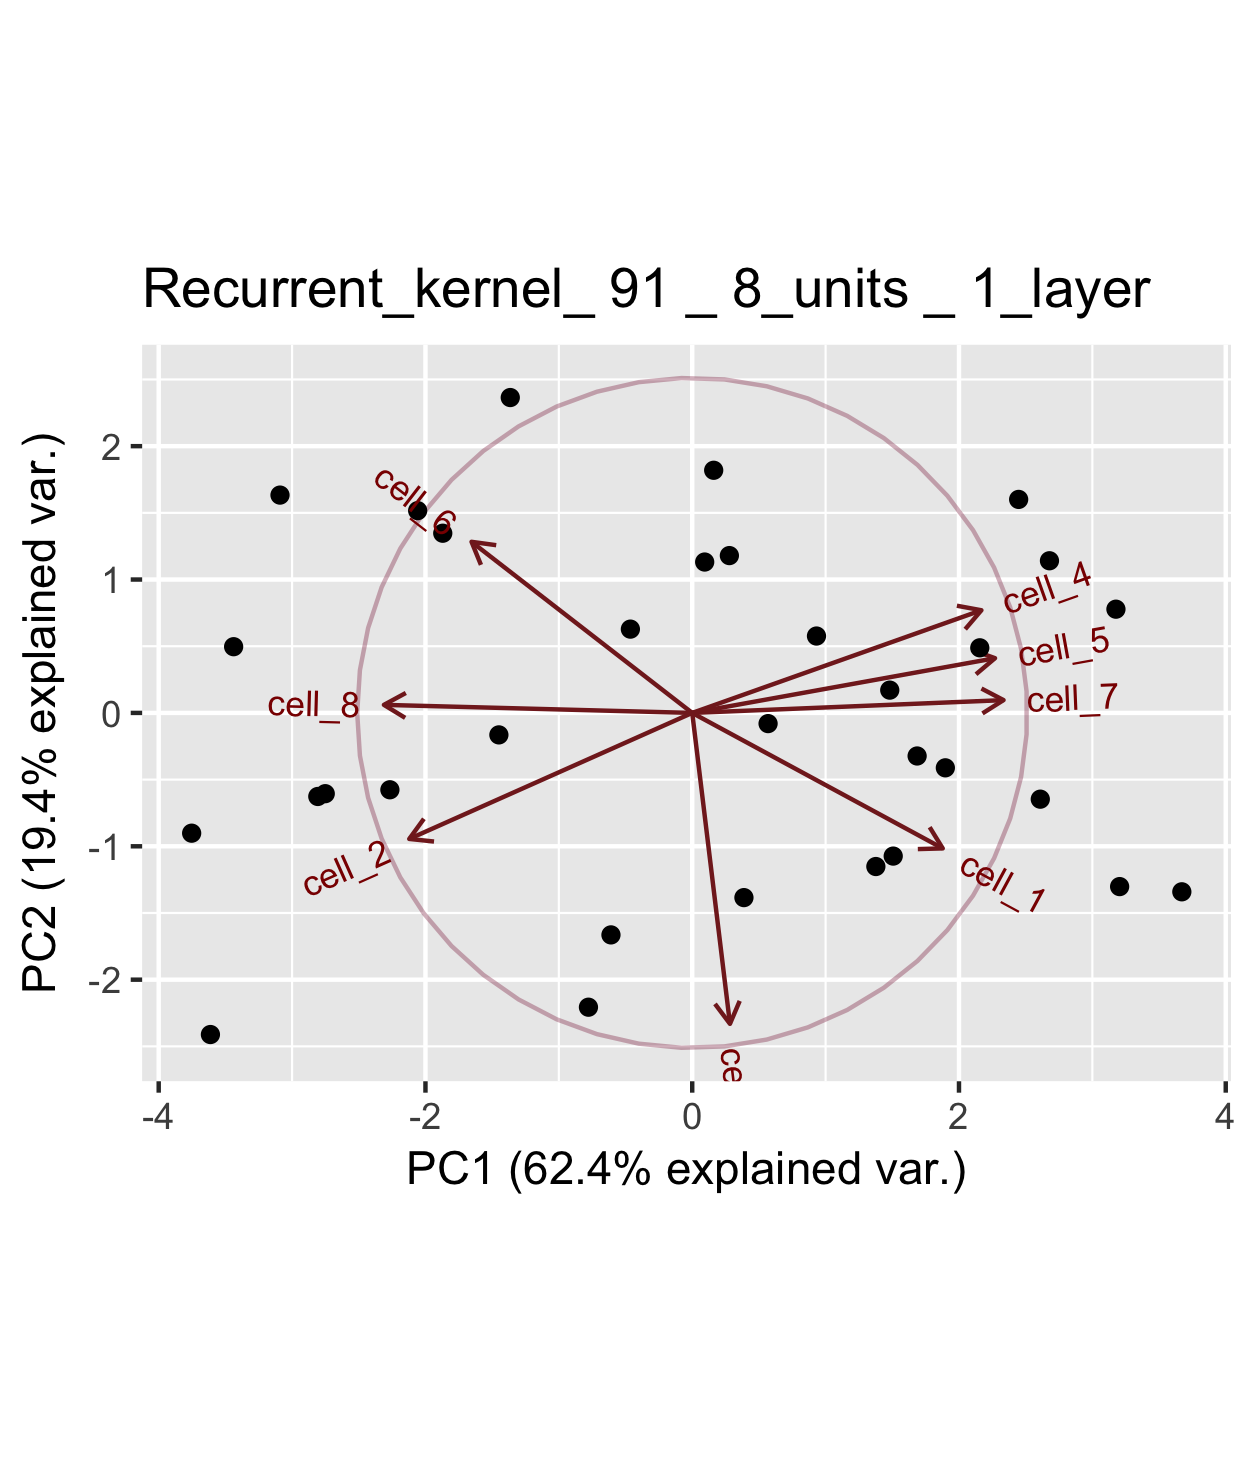 Recurrent_kernel_ 91 _ 8_units _ 1_layer
PC2 (19.4% explained var.)
2
1
0
-1
-2
cell_6
cell_4
cell_5
cell_7
cell_8
cell_2
cell_1
ce
-4
-2
0
2
4
PC1 (62.4% explained var.)